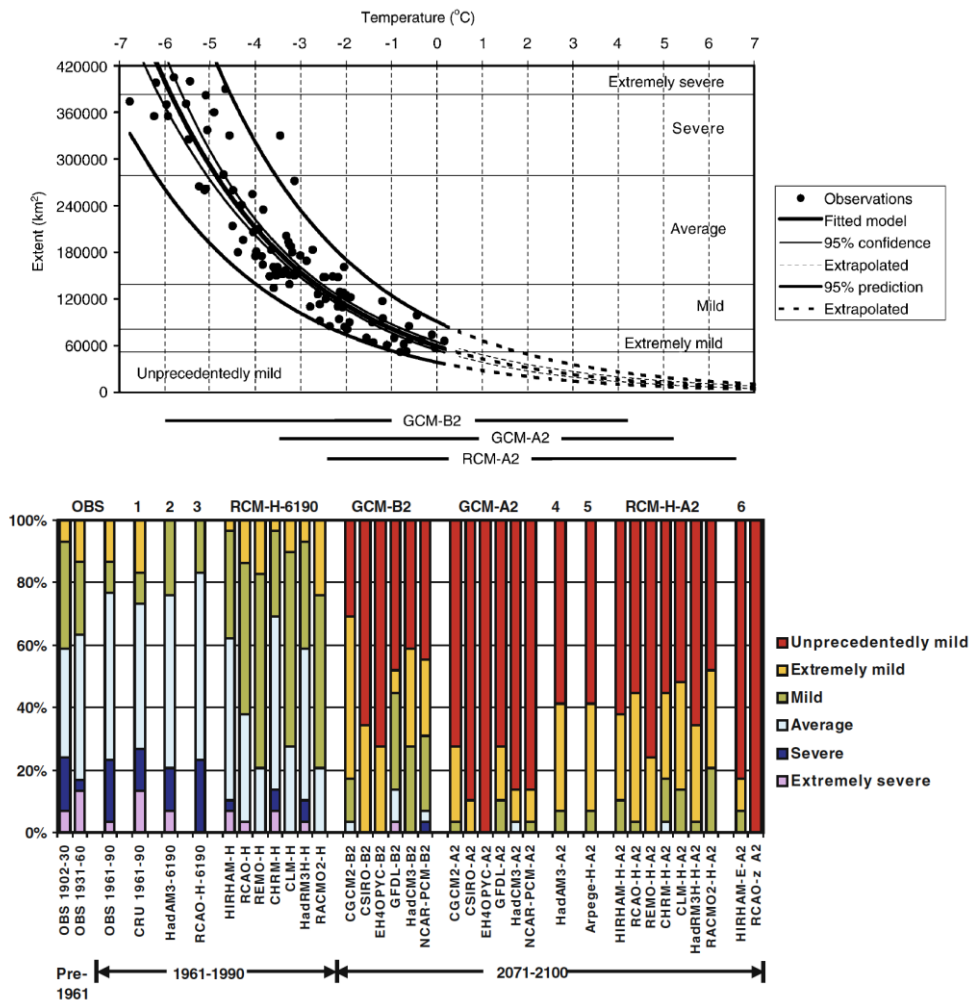 Temperature (°C)
-7 -6 -5 -4 -3 -2 -1 0 1 2 3 4 5 6 7
Extent (km²)
420000
360000
300000
240000
180000
120000
60000
0
Extremely severe
Severe
Average
Mild
Extremely mild
Unprecedentedly mild
Observations
Fitted model
95% confidence
Extrapolated
95% prediction
Extrapolated
GCM-B2
GCM-A2
RCM-A2
OBS 1 2 3 RCM-H-6190 GCM-B2 GCM-A2 4 5 RCM-H-A2 6
100%
80%
60%
40%
20%
0%
Unprecedentedly mild
Extremely mild
Mild
Average
Severe
Extremely severe
OBS 1902-30
OBS 1931-60
OBS 1961-90
CRU 1961-90
HadAM3-6190
RCAO-H-6190
HIRHAM-H
RCAO-H
REMO-H
CHRM-H
CLM-H
HadRM3H-H
RACMO2-H
CGCM2-B2
CSIRO-B2
EH4OPYC-B2
GFDL-B2
HadCM3-B2
NCAR-PCM-B2
CGCM2-A2
CSIRO-A2
EH4OPYC-A2
GFDL-A2
HadCM3-A2
NCAR-PCM-A2
HadAM3-A2
Arpege-H-A2
HIRHAM-H-A2
RCAO-H-A2
REMO-H-A2
CHRM-H-A2
CLM-H-A2
HadRM3H-H-A2
RACMO2-H-A2
HIRHAM-E-A2
RCAO-z A2
Pre-
1961
1961-1990
2071-2100